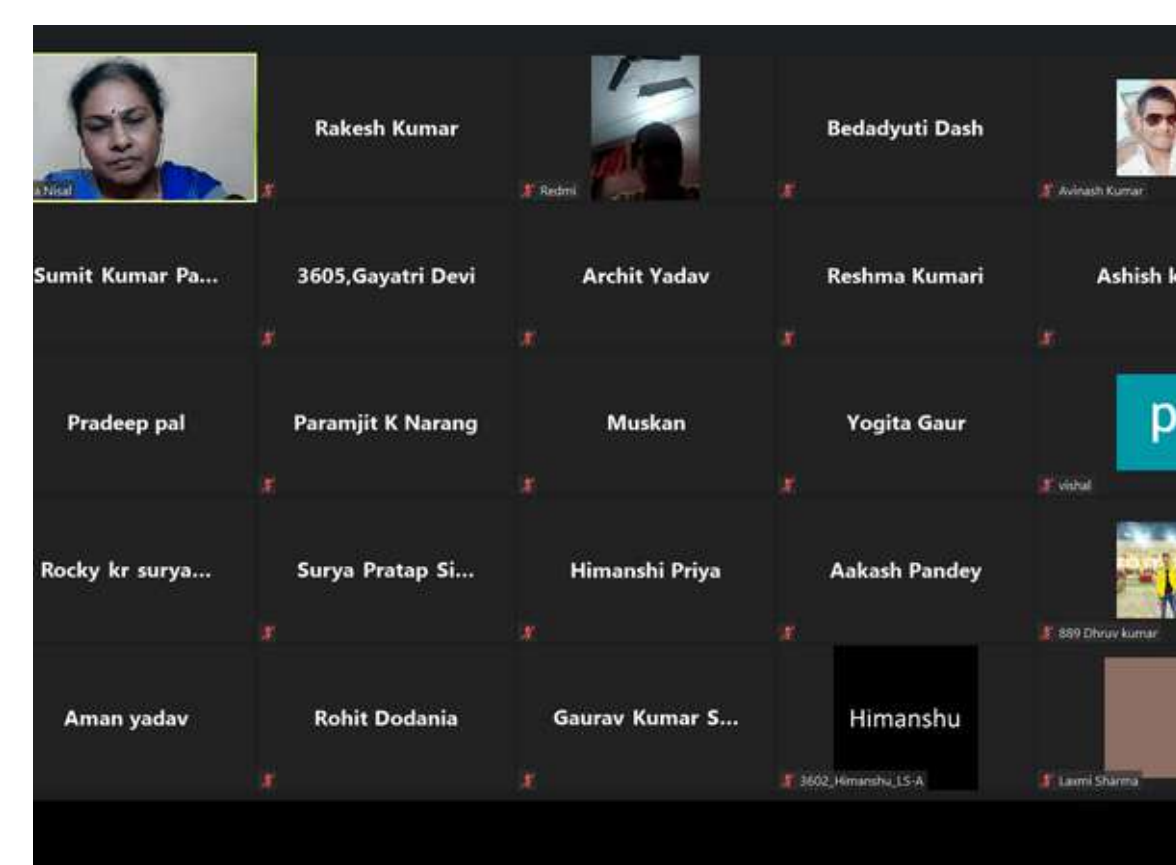 a Nisal
Rakesh Kumar
Redmi
Bedadyuti Dash
Avinash Kumar
Sumit Kumar Pa...
3605,Gayatri Devi
Archit Yadav
Reshma Kumari
Ashish k
Pradeep pal
Paramjit K Narang
Muskan
Yogita Gaur
p
vishal
Rocky kr surya...
Surya Pratap Si...
Himanshi Priya
Aakash Pandey
889 Dhruv kumar
Aman yadav
Rohit Dodania
Gaurav Kumar S...
Himanshu
3602_Himanshu_LS-A
Laxmi Sharma